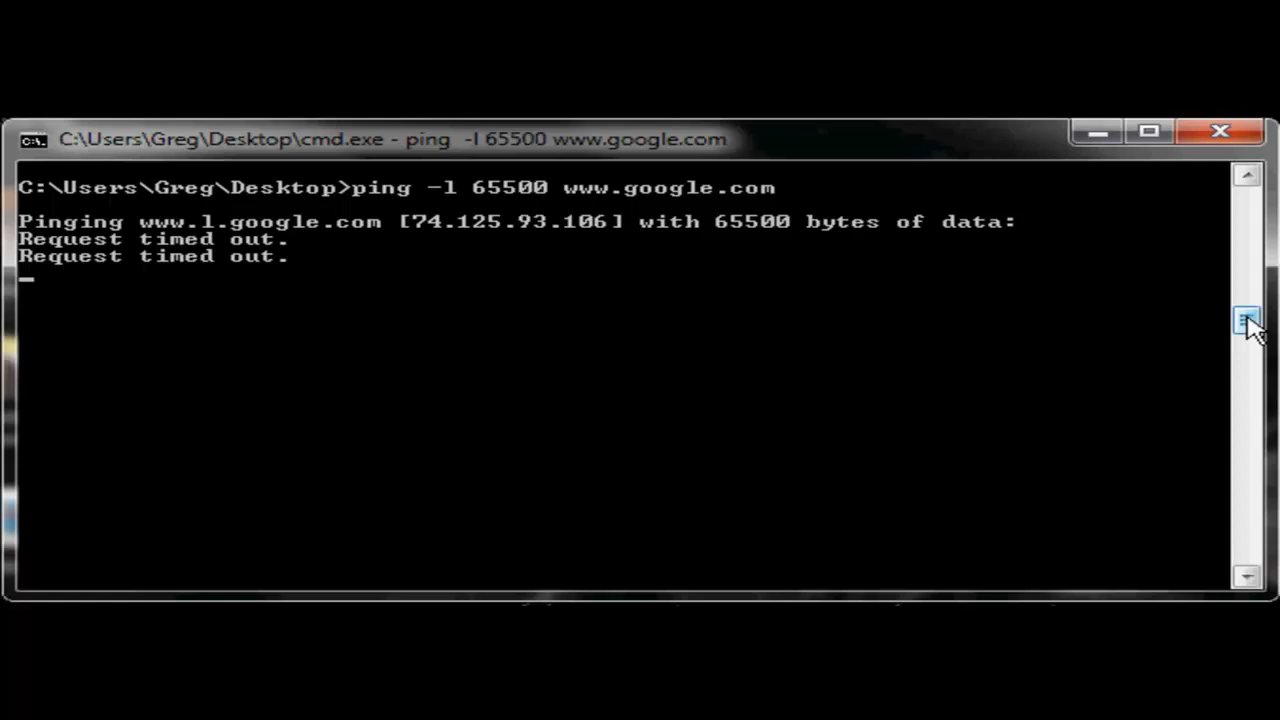 C:\Users\Greg\Desktop\cmd.exe - ping  -l 65500 www.google.com
C:\Users\Greg\Desktop>ping -l 65500 www.google.com
Pinging www.l.google.com [74.125.93.106] with 65500 bytes of data:
Request timed out.
Request timed out.